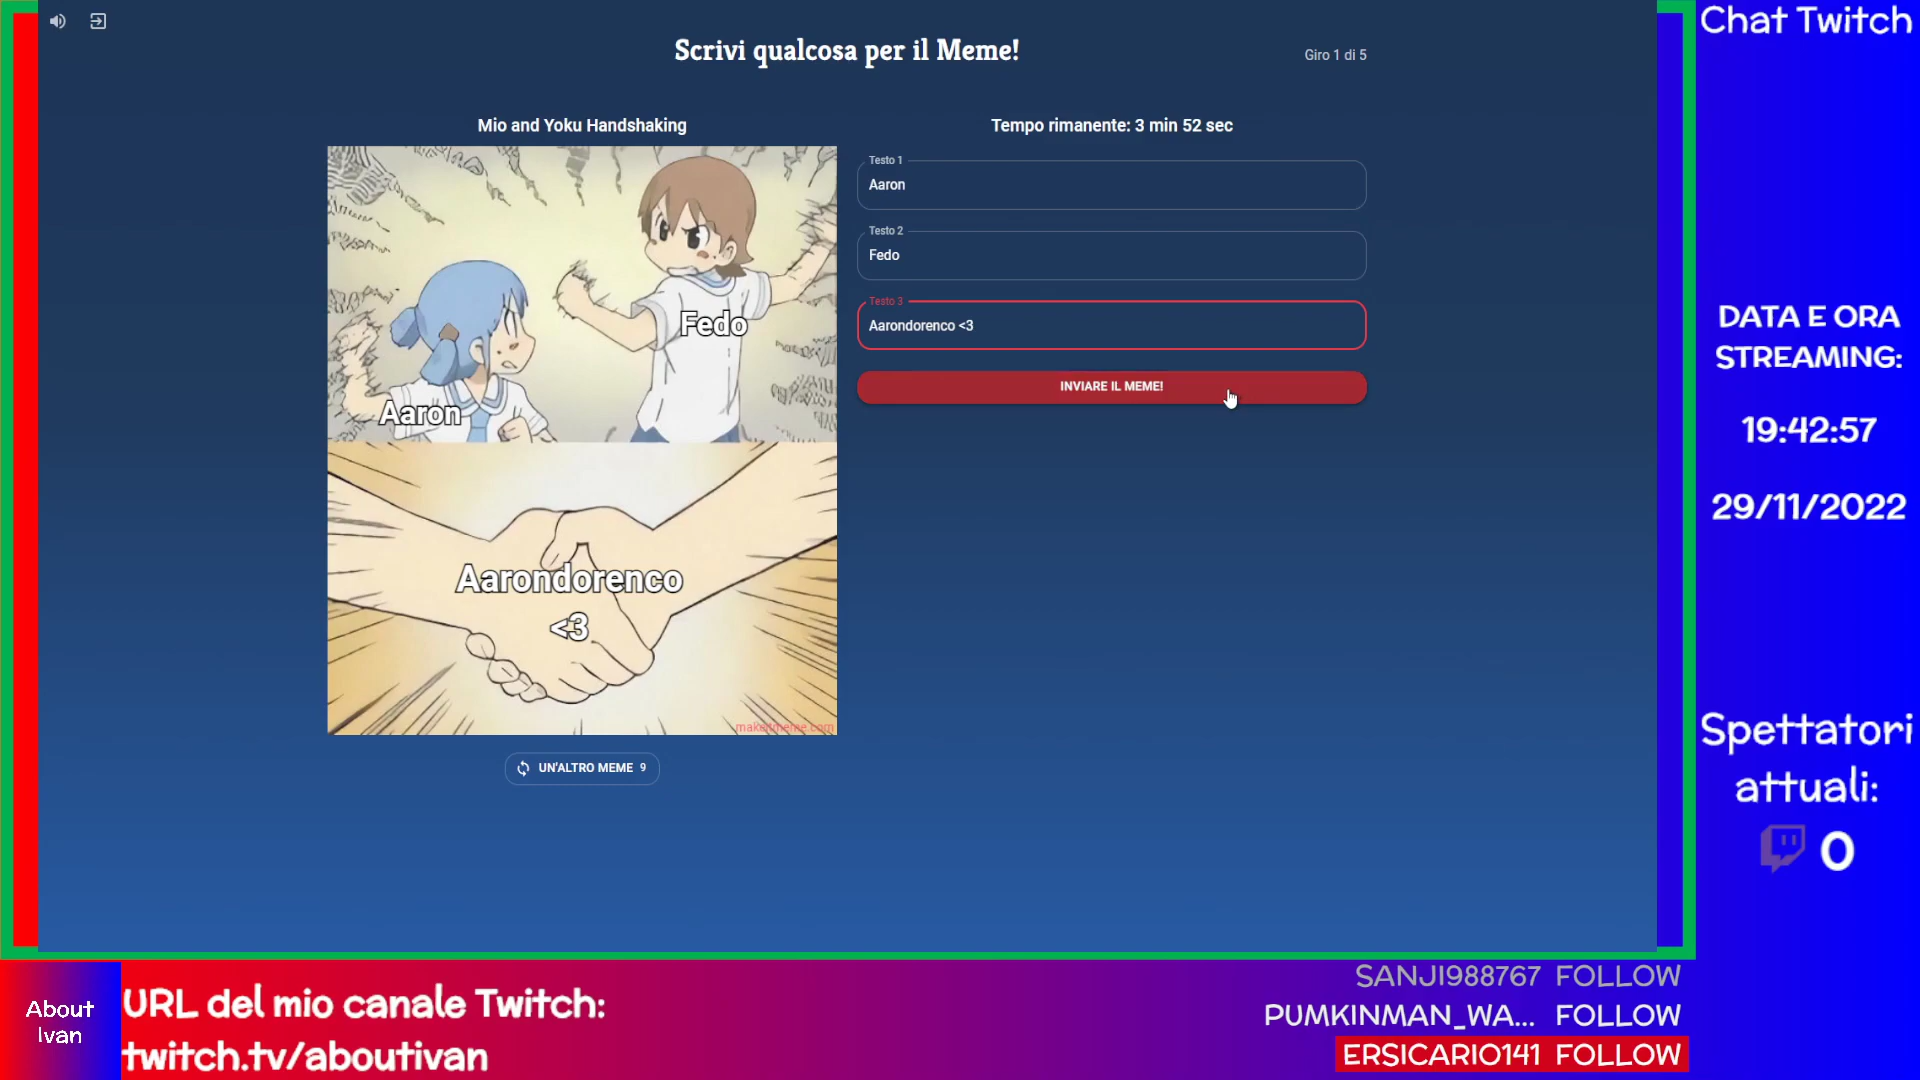 Scrivi qualcosa per il Meme!
Giro 1 di 5
Mio and Yoku Handshaking
Fedo
Aaron
Aarondorenco
<3
makeitmeme.com
UN'ALTRO MEME 9
Tempo rimanente: 3 min 52 sec
Testo 1
Aaron
Testo 2
Fedo
Testo 3
Aarondorenco <3
INVIARE IL MEME!
Chat Twitch
DATA E ORA
STREAMING:
19:42:57
29/11/2022
Spettatori
attuali:
0
About
Ivan
URL del mio canale Twitch:
twitch.tv/aboutivan
SANJI988767 FOLLOW
PUMKINMAN_WA... FOLLOW
ERSICARIO141 FOLLOW